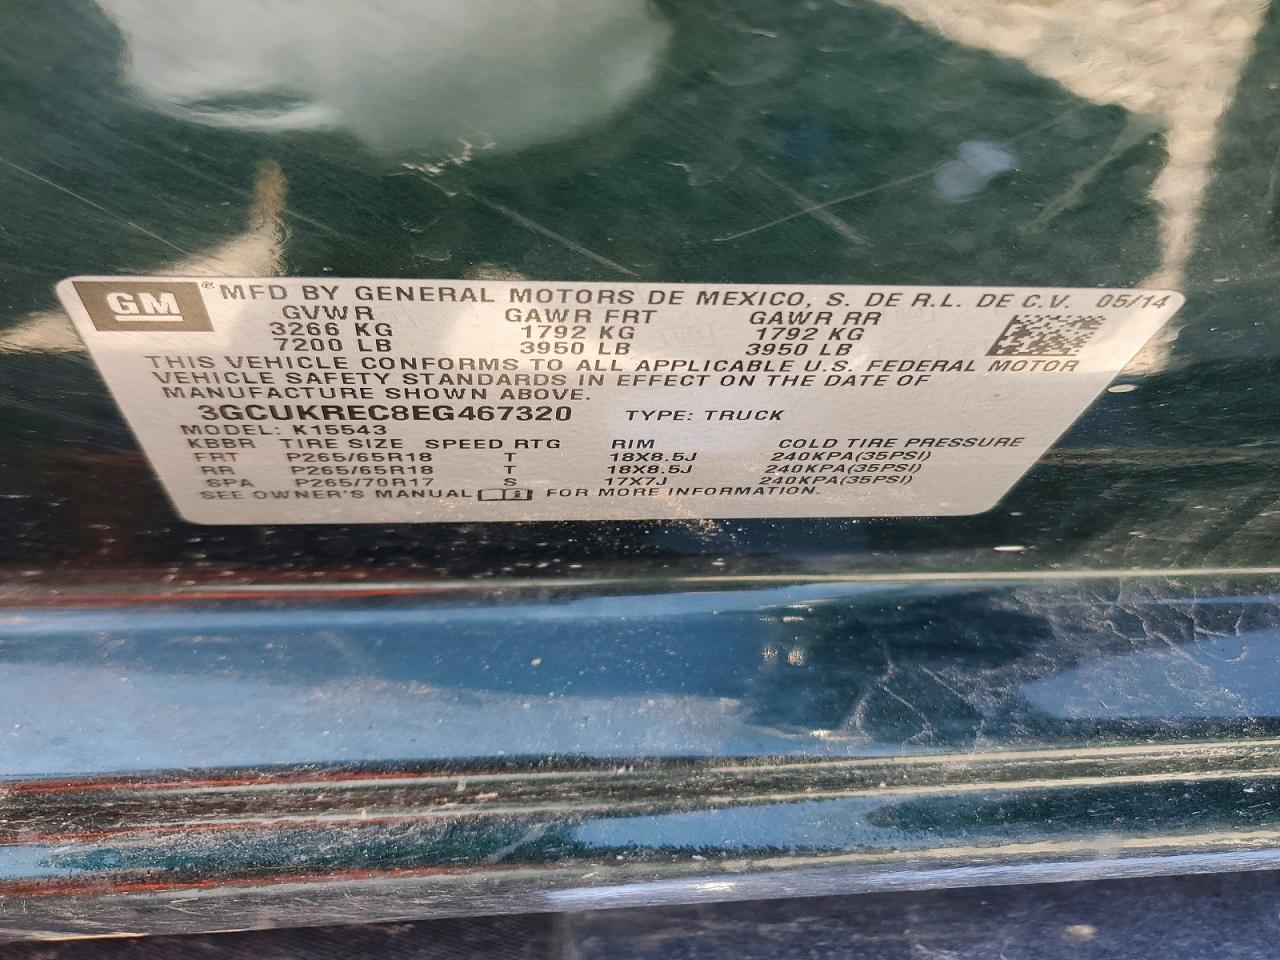 GM ® MFD BY GENERAL MOTORS DE MEXICO, S. DE R.L. DE C.V. 05/14
GVWR GAWR FRT GAWR RR
3266 KG 1792 KG 1792 KG
7200 LB 3950 LB 3950 LB
THIS VEHICLE CONFORMS TO ALL APPLICABLE U.S. FEDERAL MOTOR
VEHICLE SAFETY STANDARDS IN EFFECT ON THE DATE OF
MANUFACTURE SHOWN ABOVE.
3GCUKREC8EG467320 TYPE: TRUCK
MODEL: K15543
KBBR TIRE SIZE SPEED RTG RIM COLD TIRE PRESSURE
FRT P265/65R18 T 18X8.5J 240KPA(35PSI)
RR P265/65R18 T 18X8.5J 240KPA(35PSI)
SPA P265/70R17 S 17X7J 240KPA(35PSI)
SEE OWNER'S MANUAL FOR MORE INFORMATION.